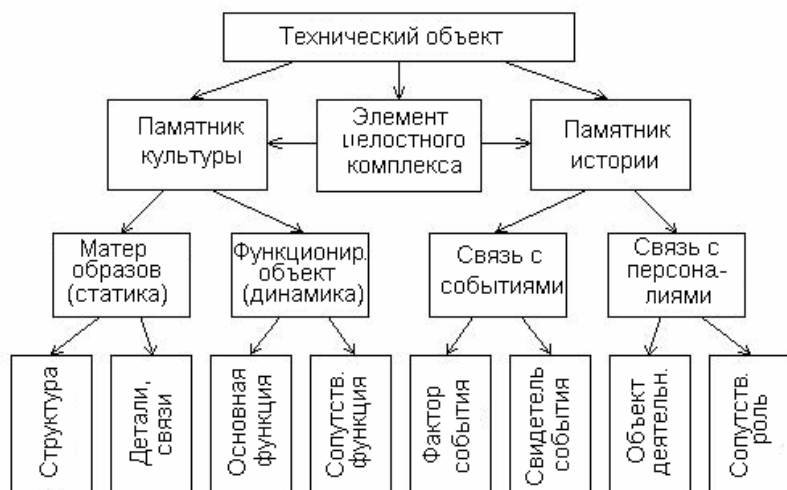 Технический объект
Памятник
культуры
Элемент
целостного
комплекса
Памятник
истории
Матер
образов
(статика)
Функционир.
объект
(динамика)
Связь с
событиями
Связь с
персона-
лиями
Структура
Детали,
связи
Основная
функция
Сопутств.
функция
Фактор
события
Свидетель
события
Объект
деятельн.
Сопутств.
роль